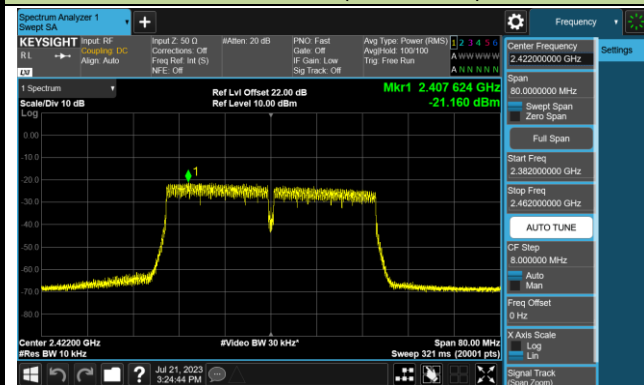 Spectrum Analyzer 1
Swept SA
Frequency
KEYSIGHT
Input: RF
Coupling: DC
Align: Auto
Input Z: 50 Ω
Corrections: Off
Freq Ref: Int (S)
NFE: Off
#Atten: 20 dB
PNO: Fast
Gate: Off
IF Gain: Low
Sig Track: Off
Avg Type: Power (RMS)
Avg|Hold: 100/100
Trig: Free Run
1 2 3 4 5 6
A W W W W W
A N N N N N
RL
LXI
1 Spectrum
Scale/Div 10 dB
Log
Ref Lvl Offset 22.00 dB
Ref Level 10.00 dBm
Mkr1 2.407 624 GHz
-21.160 dBm
1
0.00
-10.0
-20.0
-30.0
-40.0
-50.0
-60.0
-70.0
-80.0
Center 2.42200 GHz
#Res BW 10 kHz
#Video BW 30 kHz*
Span 80.00 MHz
Sweep 321 ms (20001 pts)
Jul 21, 2023
3:24:44 PM
Center Frequency
2.422000000 GHz
Settings
Span
80.0000000 MHz
Swept Span
Zero Span
Full Span
Start Freq
2.382000000 GHz
Stop Freq
2.462000000 GHz
AUTO TUNE
CF Step
8.000000 MHz
Auto
Man
Freq Offset
0 Hz
X Axis Scale
Log
Lin
Signal Track
(Span Zoom)